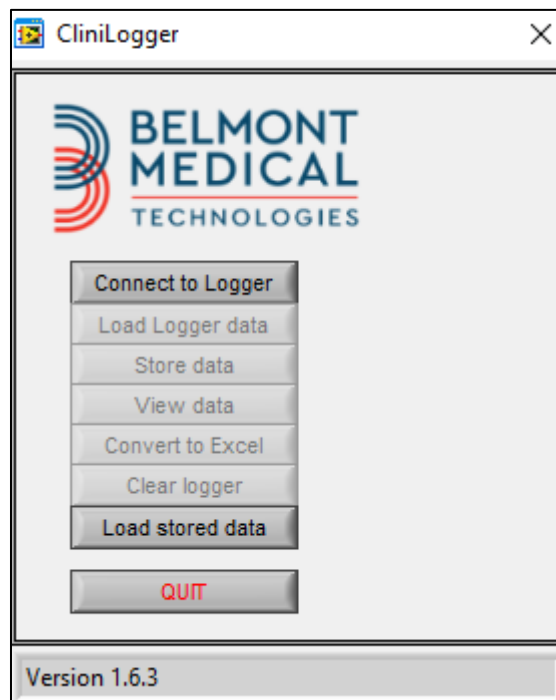 CliniLogger
BELMONT
MEDICAL
TECHNOLOGIES
Connect to Logger
Load Logger data
Store data
View data
Convert to Excel
Clear logger
Load stored data
QUIT
Version 1.6.3